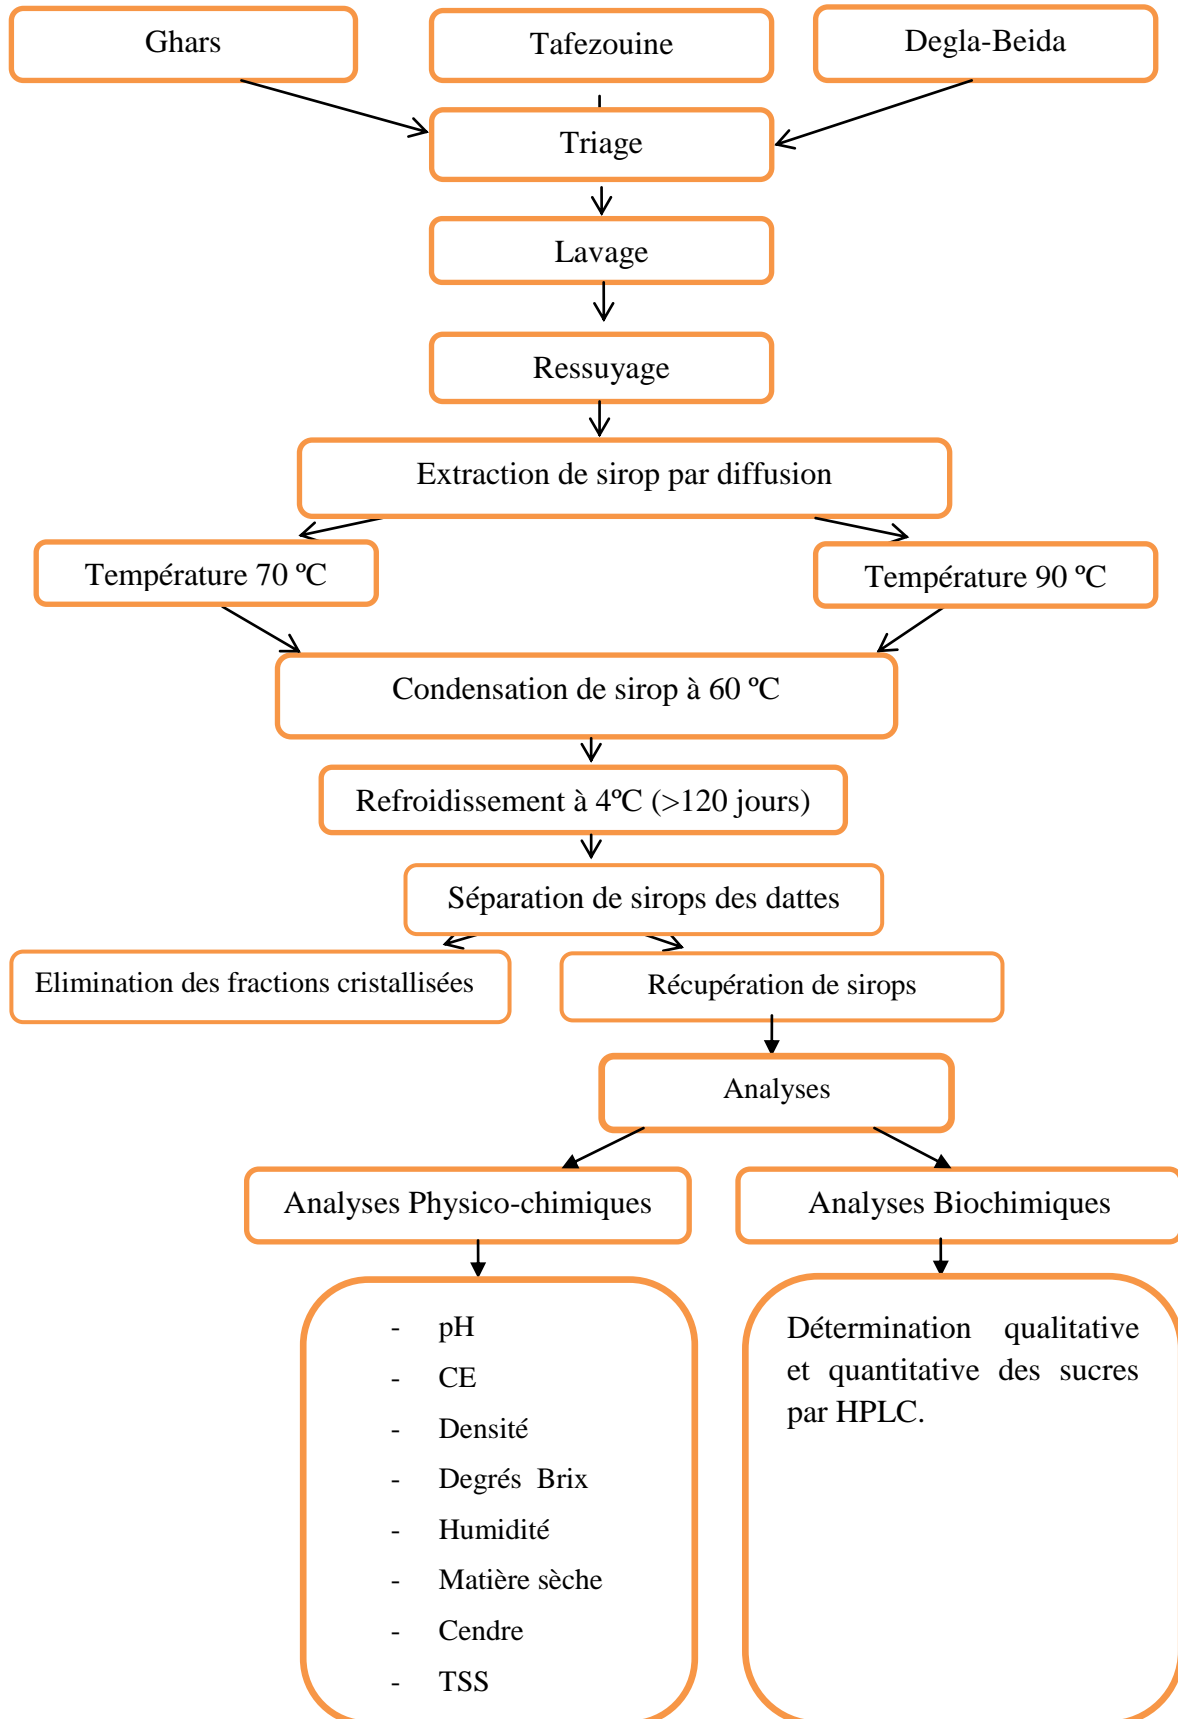 Ghars
Tafezouine
Degla-Beida
Triage
Lavage
Ressuyage
Extraction de sirop par diffusion
Température 70 ºC
Température 90 ºC
Condensation de sirop à 60 ºC
Refroidissement à 4ºC (>120 jours)
Séparation de sirops des dattes
Elimination des fractions cristallisées
Récupération de sirops
Analyses
Analyses Physico-chimiques
Analyses Biochimiques
- pH
- CE
- Densité
- Degrés Brix
- Humidité
- Matière sèche
- Cendre
- TSS
Détermination qualitative
et quantitative des sucres
par HPLC.